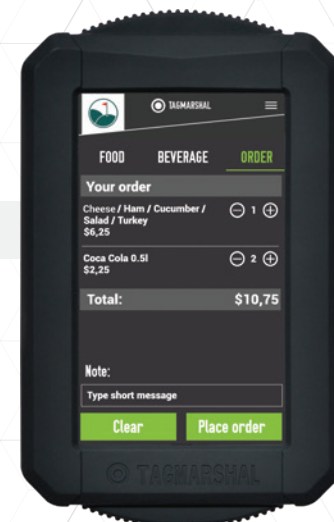 TAGMARSHAL
FOOD BEVERAGE ORDER
Your order
Cheese / Ham / Cucumber /
Salad / Turkey
$6,25
1
Coca Cola 0.5l
$2,25
2
Total: $10,75
Note:
Type short message
Clear Place order
TAGMARSHAL